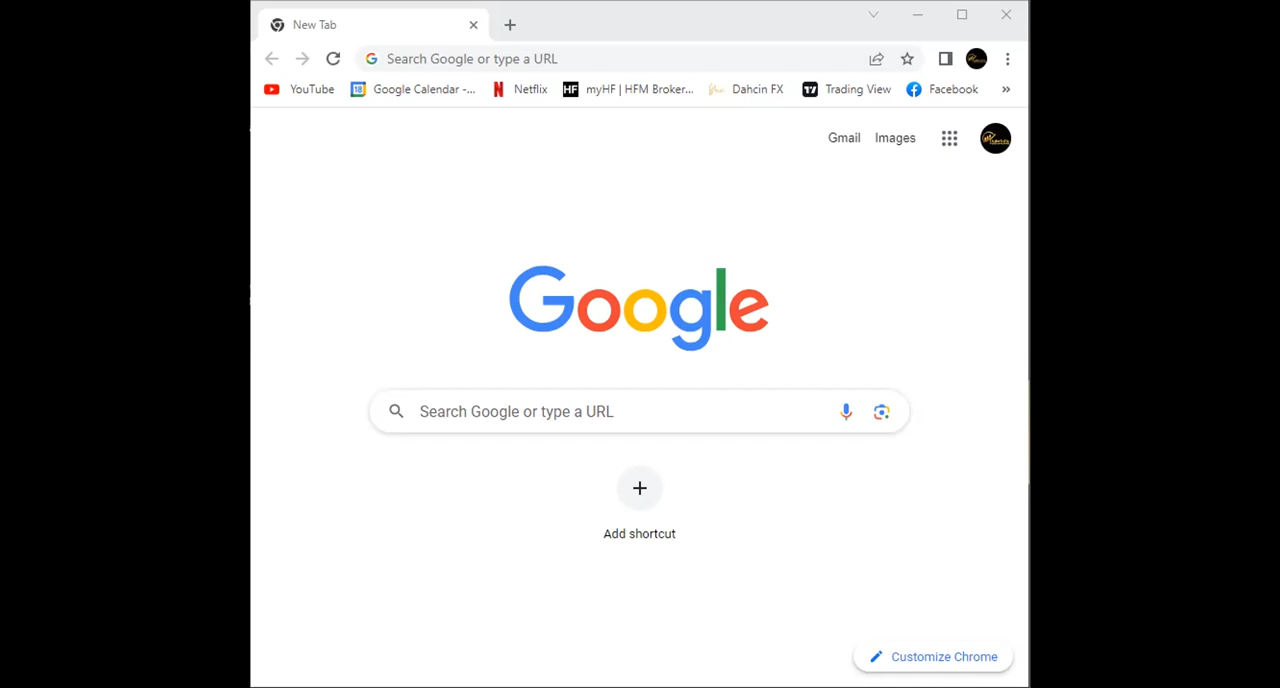 New Tab
Search Google or type a URL
YouTube
Google Calendar -...
Netflix
HF myHF | HFM Broker...
Dahcin FX
Trading View
Facebook
»
Gmail Images
Google
Search Google or type a URL
Add shortcut
Customize Chrome